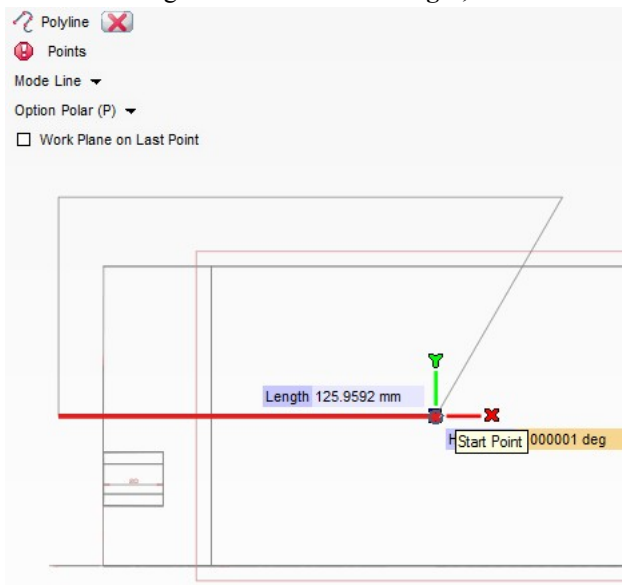 Polyline
Points
Mode Line
Option Polar (P)
Work Plane on Last Point
Y
Length 125.9592 mm
X
H
Start Point
000001 deg